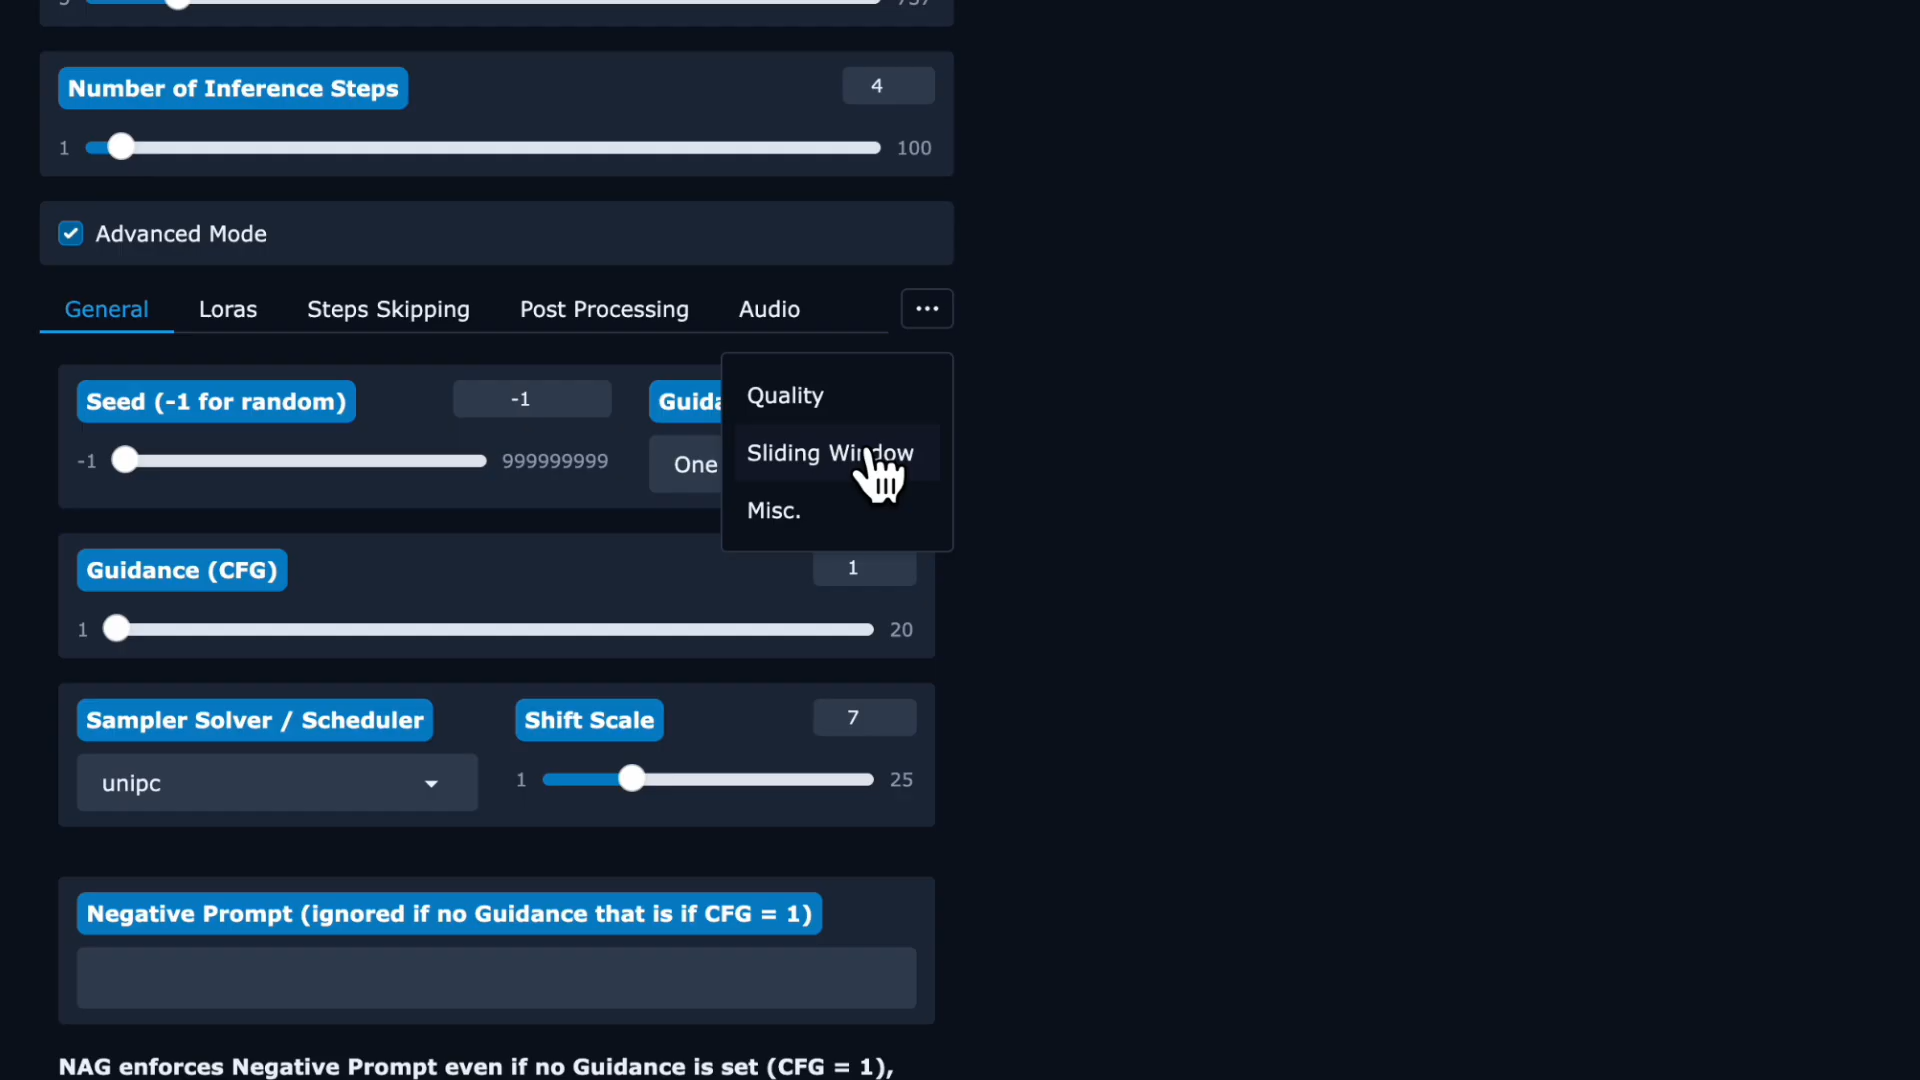 Number of Inference Steps
4
1
100
Advanced Mode
General
Loras
Steps Skipping
Post Processing
Audio
Quality
Sliding Window
Misc.
Seed (-1 for random)
-1
-1
999999999
Guida
One
Guidance (CFG)
1
1
20
Sampler Solver / Scheduler
unipc
Shift Scale
7
1
25
Negative Prompt (ignored if no Guidance that is if CFG = 1)
NAG enforces Negative Prompt even if no Guidance is set (CFG = 1),